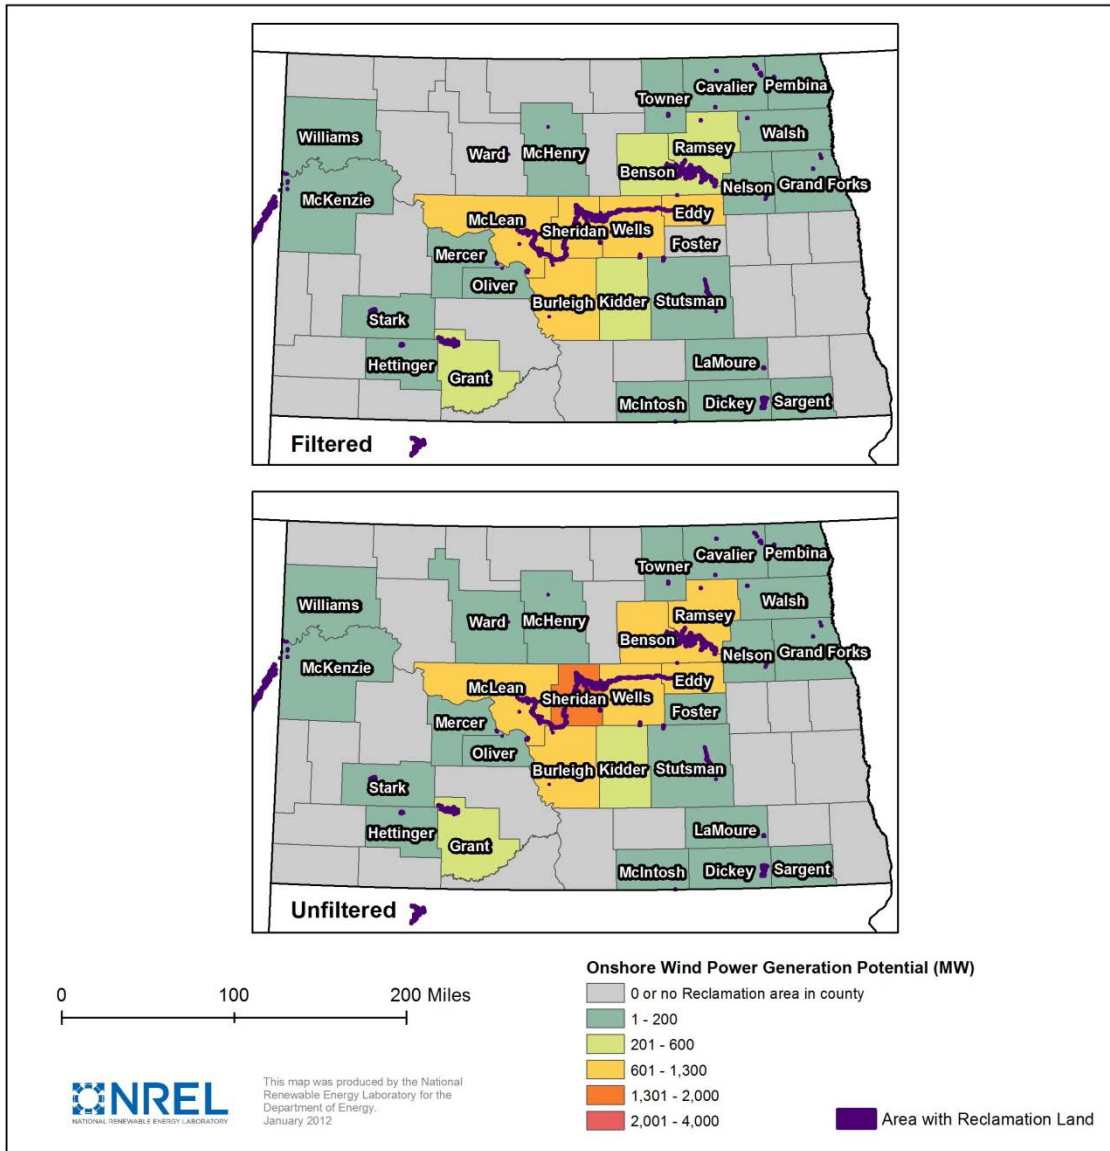 Cavalier
Pembina
Towner
Williams
Walsh
Ward
McHenry
Ramsey
Benson
Nelson
Grand Forks
McKenzie
McLean
Eddy
Sheridan
Wells
Foster
Mercer
Oliver
Burleigh
Kidder
Stutsman
Stark
Hettinger
LaMoure
Grant
McIntosh
Dickey
Sargent
Filtered
Cavalier
Pembina
Towner
Williams
Walsh
Ward
McHenry
Ramsey
Benson
Nelson
Grand Forks
McKenzie
McLean
Eddy
Sheridan
Wells
Foster
Mercer
Oliver
Burleigh
Kidder
Stutsman
Stark
Hettinger
LaMoure
Grant
McIntosh
Dickey
Sargent
Unfiltered
0 100 200 Miles
Onshore Wind Power Generation Potential (MW)
0 or no Reclamation area in county
1 - 200
201 - 600
601 - 1,300
1,301 - 2,000
2,001 - 4,000
Area with Reclamation Land
NREL
NATIONAL RENEWABLE ENERGY LABORATORY
This map was produced by the National
Renewable Energy Laboratory for the
Department of Energy.
January 2012